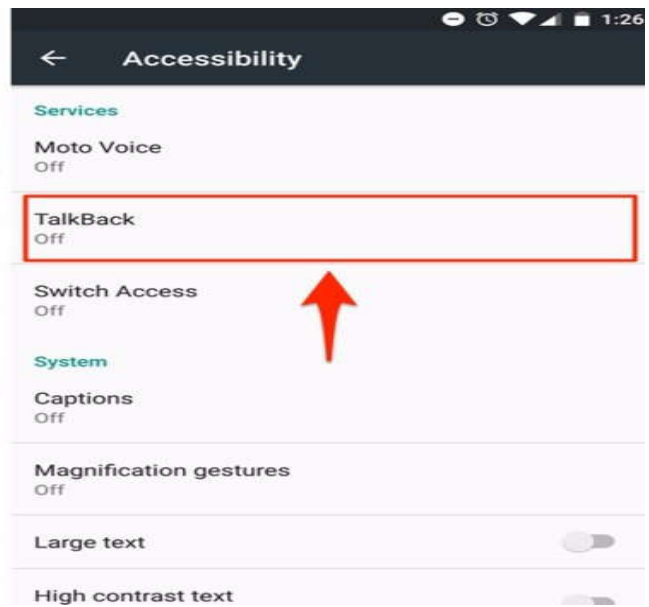 1:26
Accessibility
Services
Moto Voice
Off
TalkBack
Off
Switch Access
Off
System
Captions
Off
Magnification gestures
Off
Large text
High contrast text